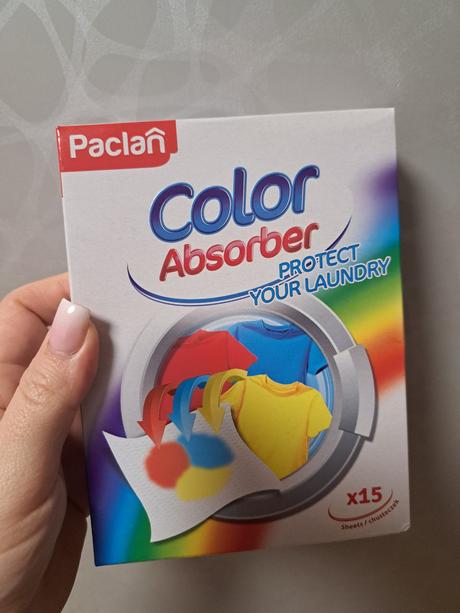 Paclan
Color
Absorber
PROTECT
YOUR LAUNDRY
x15
Sheets / chusteczek